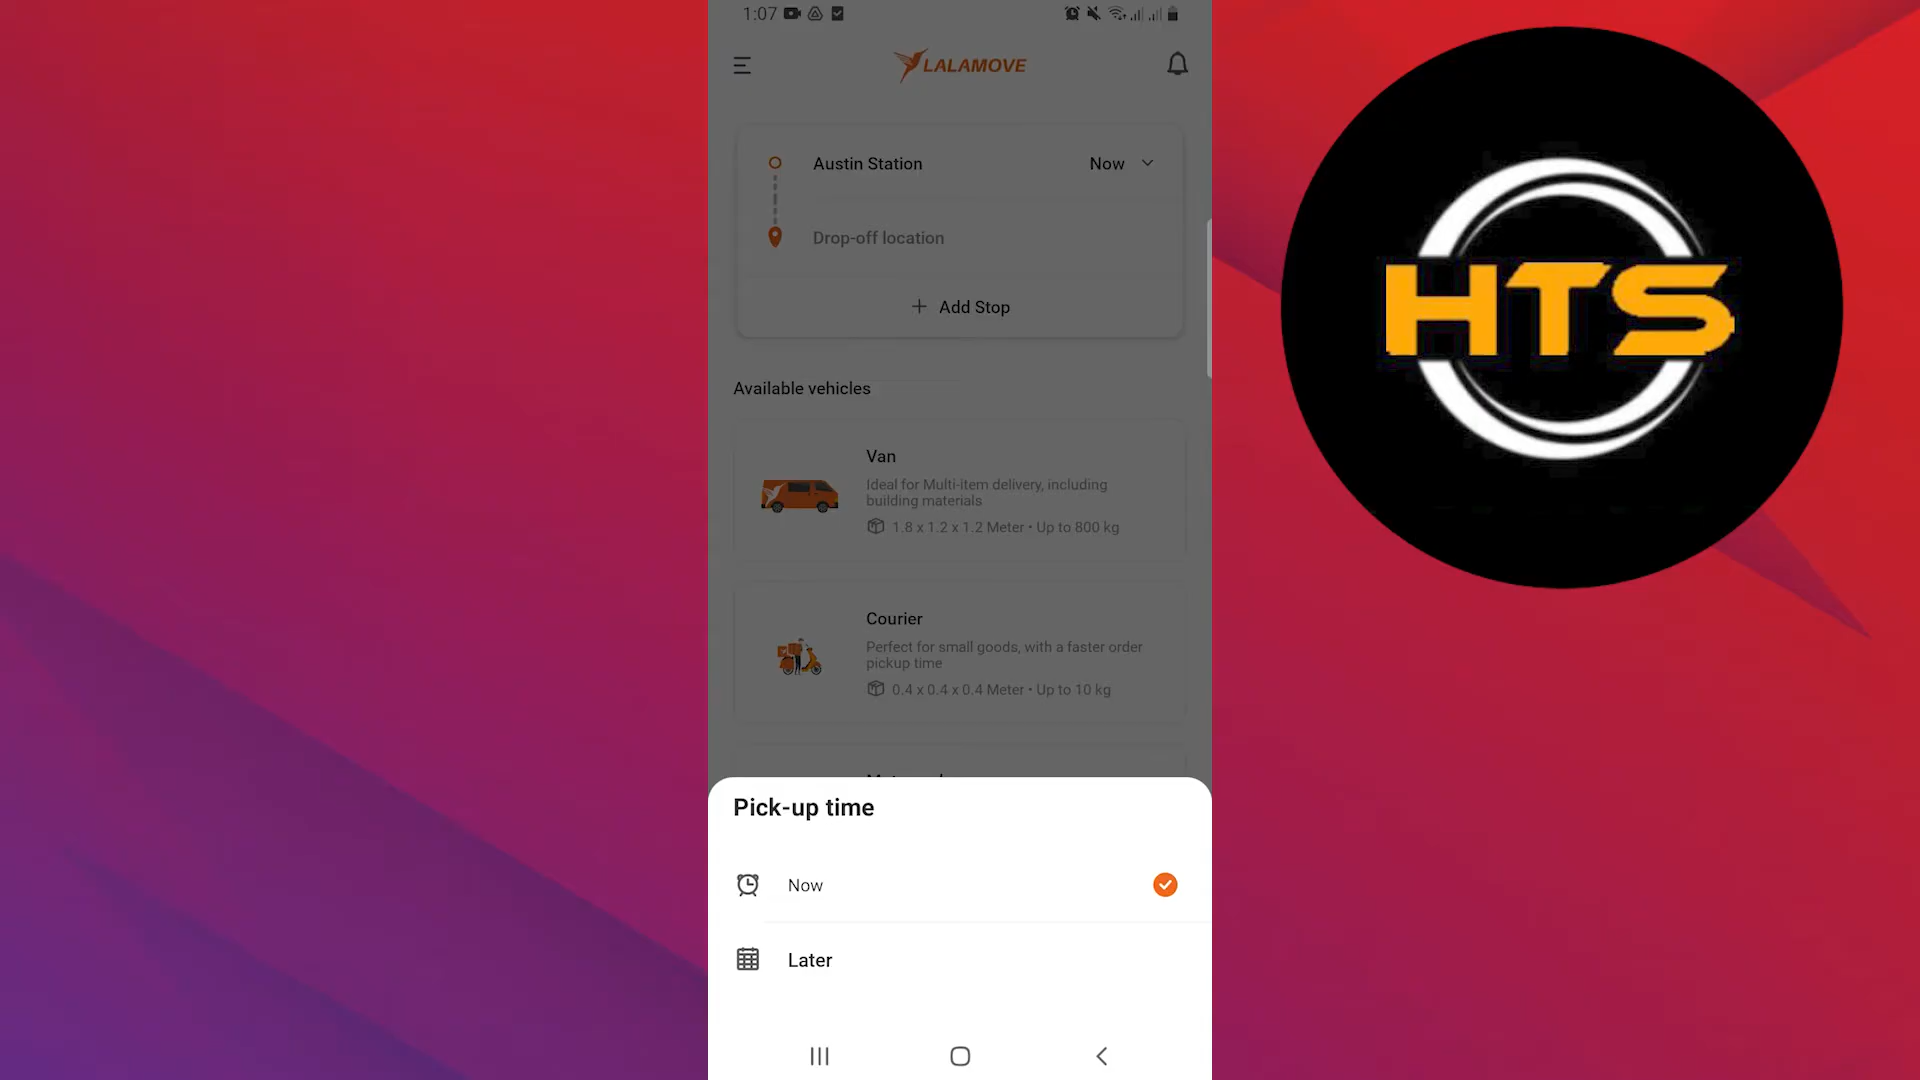 1:07
LALAMOVE
Austin Station
Now
Drop-off location
+ Add Stop
Available vehicles
Van
Ideal for Multi-item delivery, including
building materials
1.8 x 1.2 x 1.2 Meter • Up to 800 kg
Courier
Perfect for small goods, with a faster order
pickup time
0.4 x 0.4 x 0.4 Meter • Up to 10 kg
Pick-up time
Now
Later
HTS